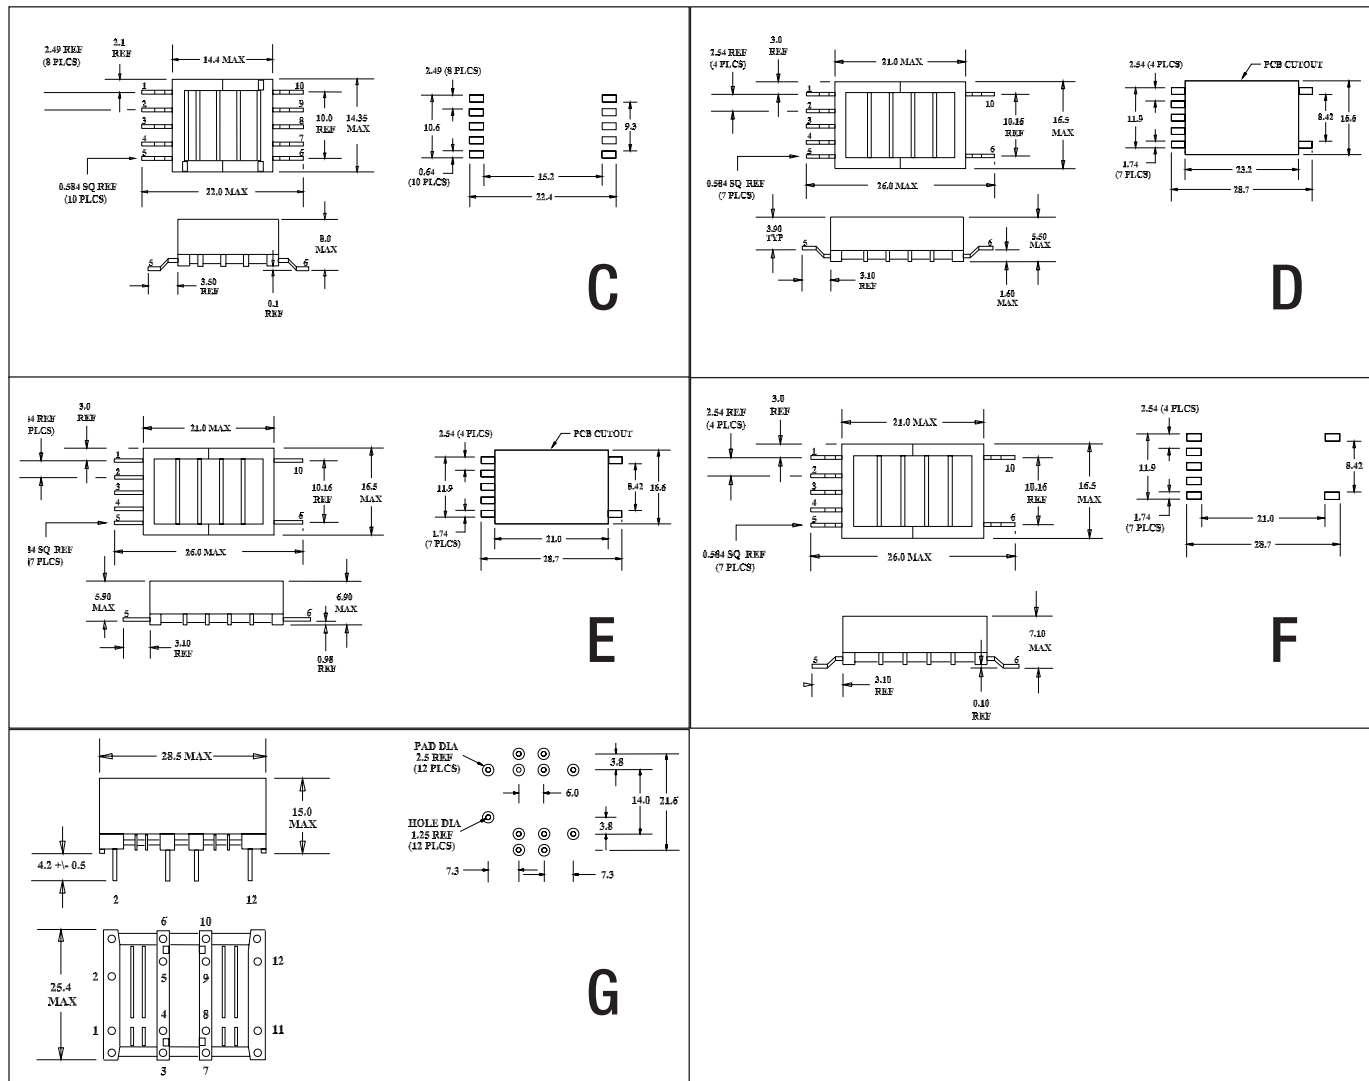 2.49 REF
(8 PLCS)
2.1
REF
14.4 MAX
1
2
3
4
5
10
9
8
7
6
10.0
REF
14.35
MAX
0.584 SQ REF
(10 PLCS)
22.0 MAX
2.49 (8 PLCS)
10.6
0.64
(10 PLCS)
9.3
15.2
22.4
5
6
8.0
MAX
3.50
REF
0.1
REF
C
2.54 REF
(4 PLCS)
3.0
REF
21.0 MAX
1
2
3
4
5
10
6
10.16
REF
16.5
MAX
0.584 SQ REF
(7 PLCS)
26.0 MAX
2.54 (4 PLCS)
PCB CUTOUT
11.9
1.74
(7 PLCS)
8.42
16.6
23.2
28.7
3.90
TYP
5
6
5.50
MAX
3.10
REF
1.60
MAX
D
!4 REF
PLCS)
3.0
REF
21.0 MAX
1
2
3
4
5
10
6
10.16
REF
16.5
MAX
!4 SQ REF
(7 PLCS)
26.0 MAX
2.54 (4 PLCS)
PCB CUTOUT
11.9
1.74
(7 PLCS)
8.42
16.6
21.0
28.7
5.90
MAX
5
6
6.90
MAX
3.10
REF
0.98
REF
E
2.54 REF
(4 PLCS)
3.0
REF
21.0 MAX
1
2
3
4
5
10
6
10.16
REF
16.5
MAX
0.584 SQ REF
(7 PLCS)
26.0 MAX
2.54 (4 PLCS)
11.9
1.74
(7 PLCS)
8.42
21.0
28.7
5
6
7.10
MAX
3.10
REF
0.10
REF
F
28.5 MAX
15.0
MAX
4.2 +\- 0.5
2
12
PAD DIA
2.5 REF
(12 PLCS)
HOLE DIA
1.25 REF
(12 PLCS)
6.0
3.8
14.0
21.6
3.8
7.3
7.3
6
10
2
5
9
12
25.4
MAX
4
8
1
11
3
7
G